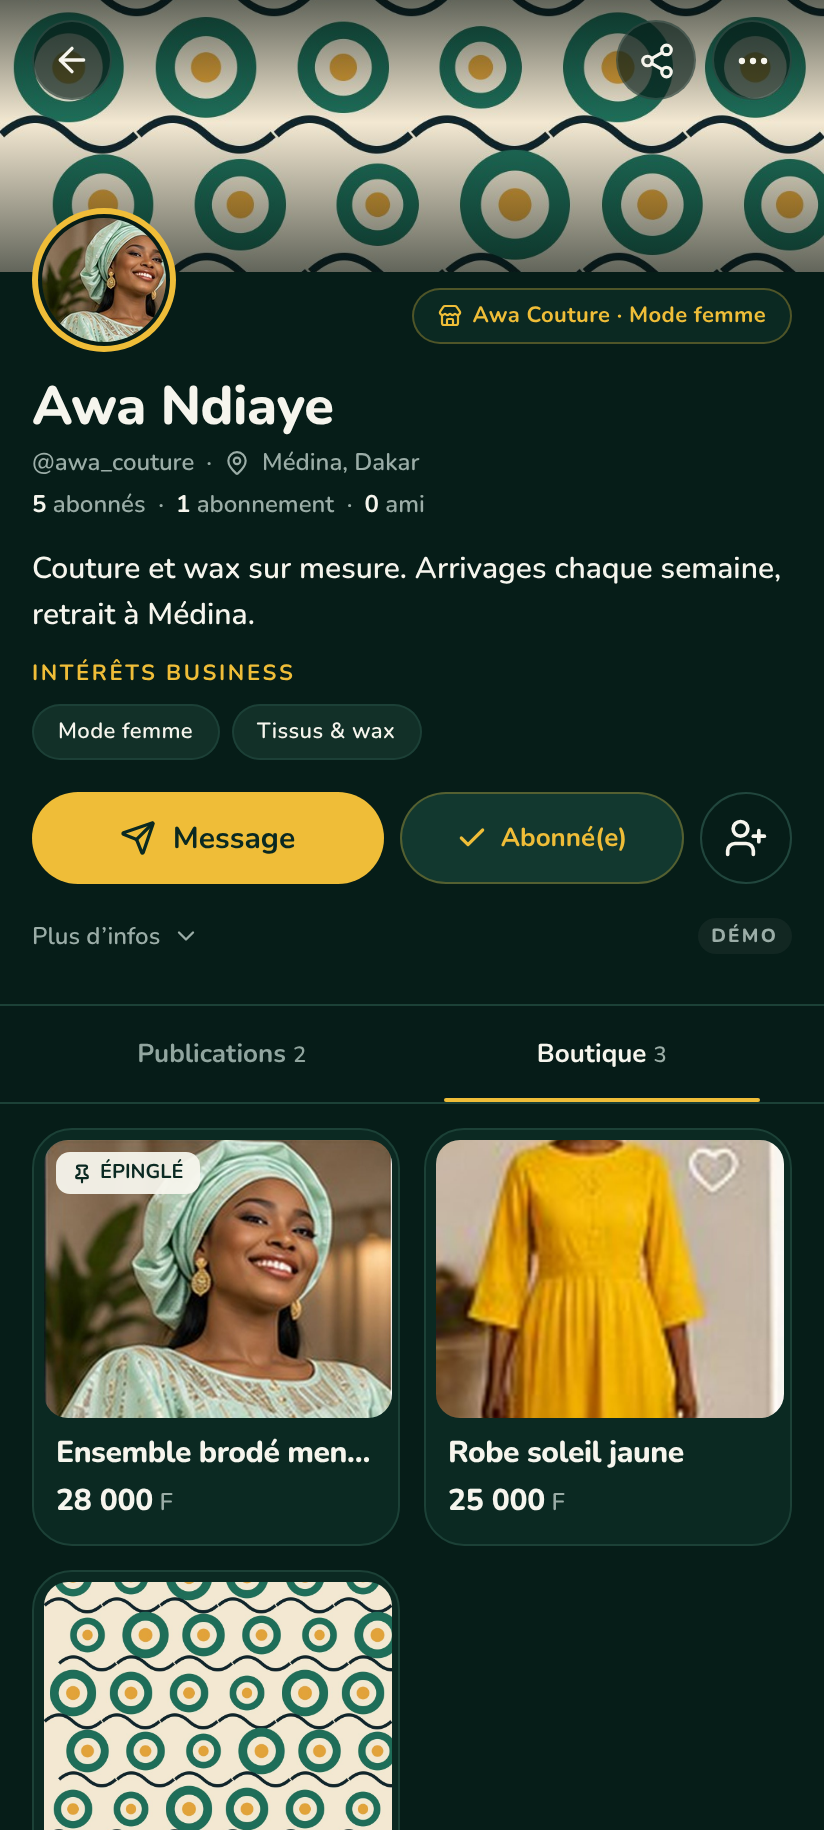 Awa Couture · Mode femme
Awa Ndiaye
@awa_couture · Médina, Dakar
5 abonnés · 1 abonnement · 0 ami
Couture et wax sur mesure. Arrivages chaque semaine,
retrait à Médina.
INTÉRÊTS BUSINESS
Mode femme Tissus & wax
Message Abonné(e)
Plus d’infos DÉMO
Publications 2 Boutique 3
ÉPINGLÉ
Ensemble brodé men... Robe soleil jaune
28 000 F 25 000 F